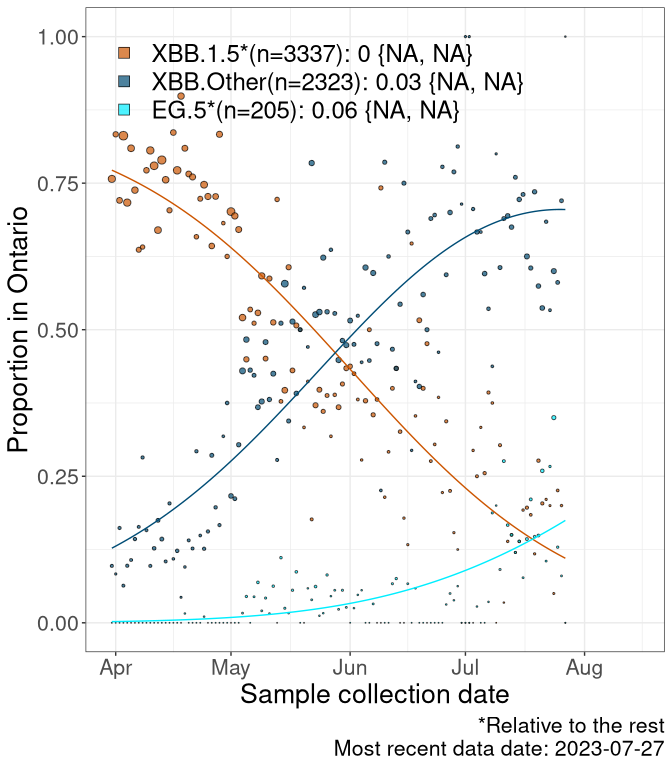 XBB.1.5*(n=3337): 0 {NA, NA}
XBB.Other(n=2323): 0.03 {NA, NA}
EG.5*(n=205): 0.06 {NA, NA}
1.00
0.75
0.50
0.25
0.00
Proportion in Ontario
Apr May Jun Jul Aug
Sample collection date
*Relative to the rest
Most recent data date: 2023-07-27